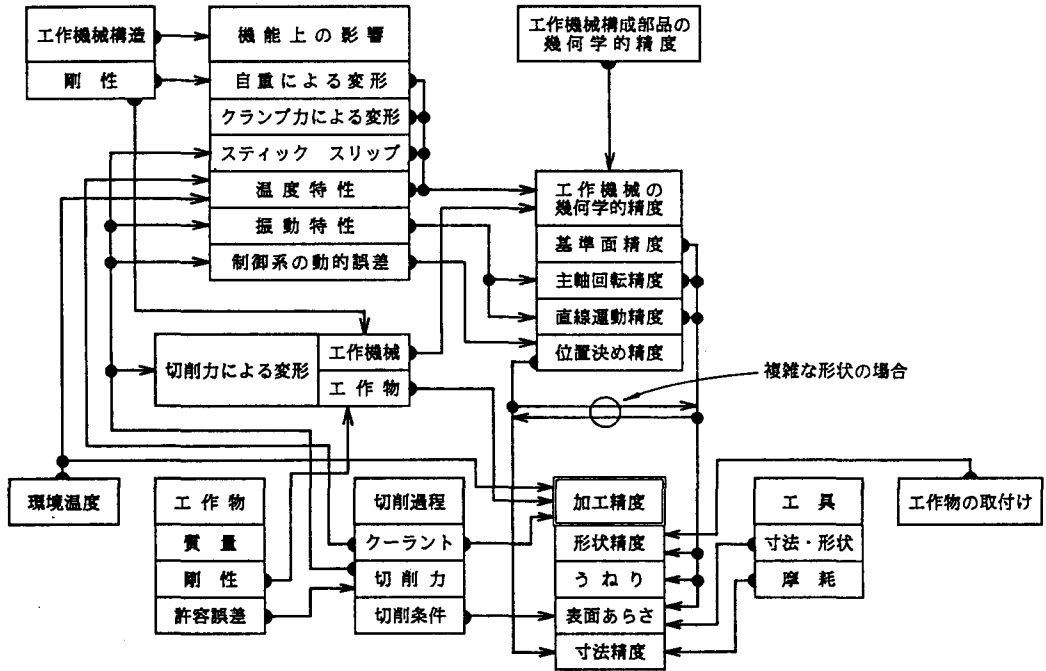 工作機械構造
剛性
機能上の影響
自重による変形
クランプ力による変形
スティック スリップ
温度特性
振動特性
制御系の動的誤差
工作機械構成部品の
幾何学的精度
工作機械の
幾何学的精度
基準面精度
主軸回転精度
直線運動精度
位置決め精度
切削力による変形
工作機械
工作物
複雑な形状の場合
環境温度
工作物
質量
剛性
許容誤差
切削過程
クーラント
切削力
切削条件
加工精度
形状精度
うねり
表面あらさ
寸法精度
工具
寸法・形状
摩耗
工作物の取付け